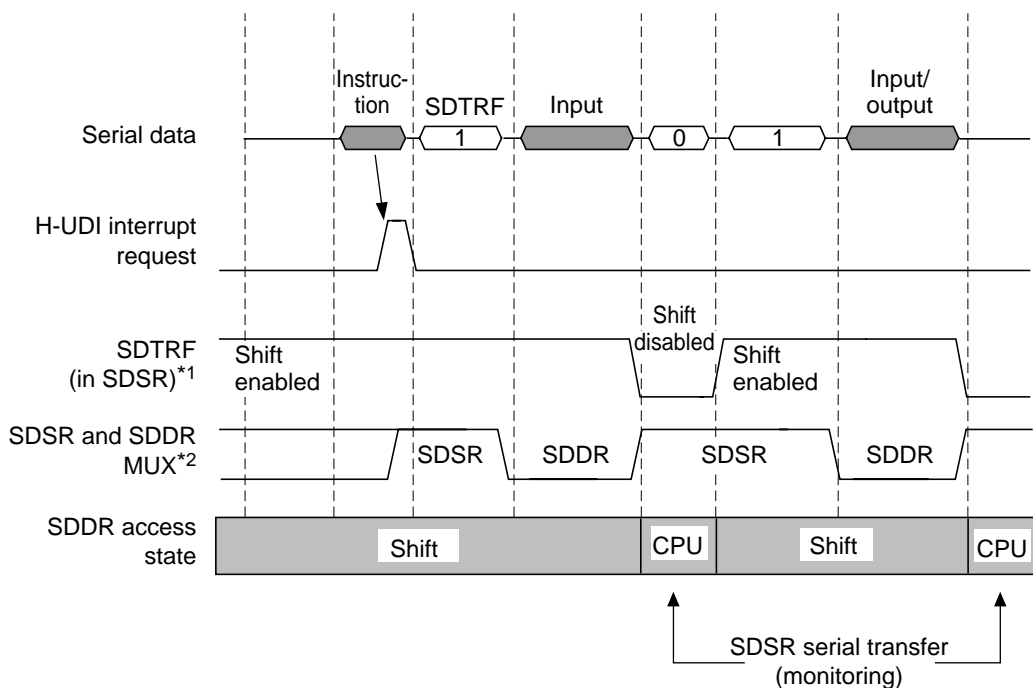 Instruc-
tion
SDTRF
Input
Input/
output
Serial data
1
0
1
H-UDI interrupt
request
Shift
disabled
SDTRF
(in SDSR)*1
Shift
enabled
Shift
enabled
SDSR and SDDR
MUX*2
SDSR
SDDR
SDSR
SDDR
SDDR access
state
Shift
CPU
Shift
CPU
SDSR serial transfer
(monitoring)